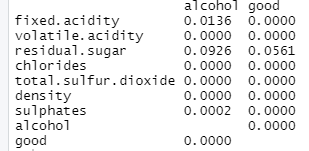 alcohol good
fixed.acidity 0.0136 0.0000
volatile.acidity 0.0000 0.0000
residual.sugar 0.0926 0.0561
chlorides 0.0000 0.0000
total.sulfur.dioxide 0.0000 0.0000
density 0.0000 0.0000
sulphates 0.0002 0.0000
alcohol 0.0000
good 0.0000